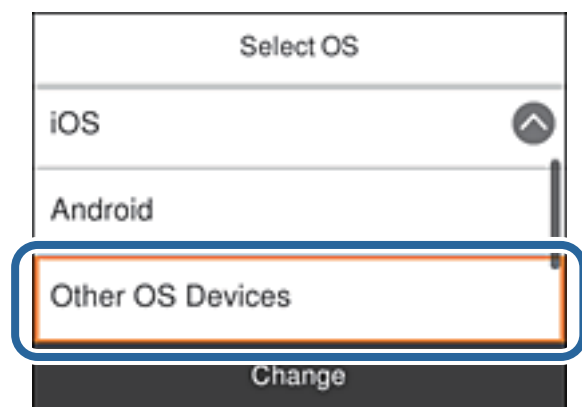 Select OS
iOS
Android
Other OS Devices
Change